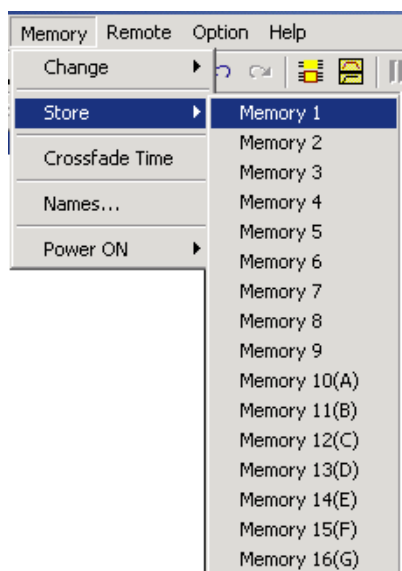 Memory Remote Option Help
Change
Store
Crossfade Time
Names...
Power ON
Memory 1
Memory 2
Memory 3
Memory 4
Memory 5
Memory 6
Memory 7
Memory 8
Memory 9
Memory 10(A)
Memory 11(B)
Memory 12(C)
Memory 13(D)
Memory 14(E)
Memory 15(F)
Memory 16(G)